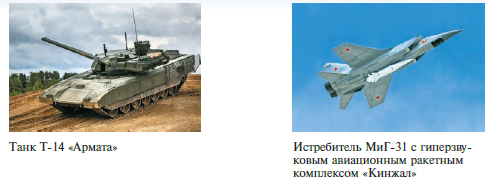 Танк Т-14 «Армата»
Истребитель МиГ-31 с гиперзву-
ковым авиационным ракетным
комплексом «Кинжал»